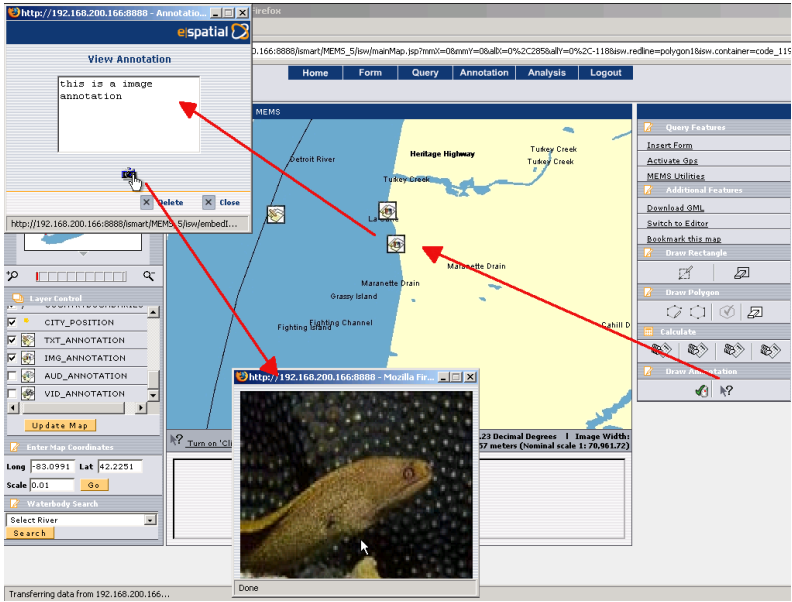 http://192.168.200.166:8888 - Annotatio...
e|spatial
View Annotation
this is a image
annotation
Delete
Close
http://192.168.200.166:8888/ismart/MEMS_5/isw/embedI...
irefox
0.166:8888/ismart/MEMS_5/isw/mainMap.jsp?mmX=0&mmY=0&allX=0%2C285&allY=0%2C-118&isw.redline=polygon1&isw.container=code_119
Home
Form
Query
Annotation
Analysis
Logout
MEMS
Detroit River
Heritage Highway
Turkey Creek
Turkey Creek
Turkey Creek
Maranette Drain
Maranette Drain
Grassy Island
Fighting Channel
Fighting Island
Cahill D
Layer Control
CITY_POSITION
TXT_ANNOTATION
IMG_ANNOTATION
AUD_ANNOTATION
VID_ANNOTATION
Update Map
Enter Map Coordinates
Long -83.0991 Lat 42.2251
Scale 0.01 Go
Waterbody Search
Select River
Search
? Turn on 'Cli
.23 Decimal Degrees | Image Width:
57 meters (Nominal scale 1: 70,961.72)
Query Features
Insert Form
Activate Gps
MEMS Utilities
Additional Features
Download GML
Switch to Editor
Bookmark this map
Draw Rectangle
Draw Polygon
Calculate
Draw Annotation
?
http://192.168.200.166:8888 - Mozilla Fir...
Done
Transferring data from 192.168.200.166...